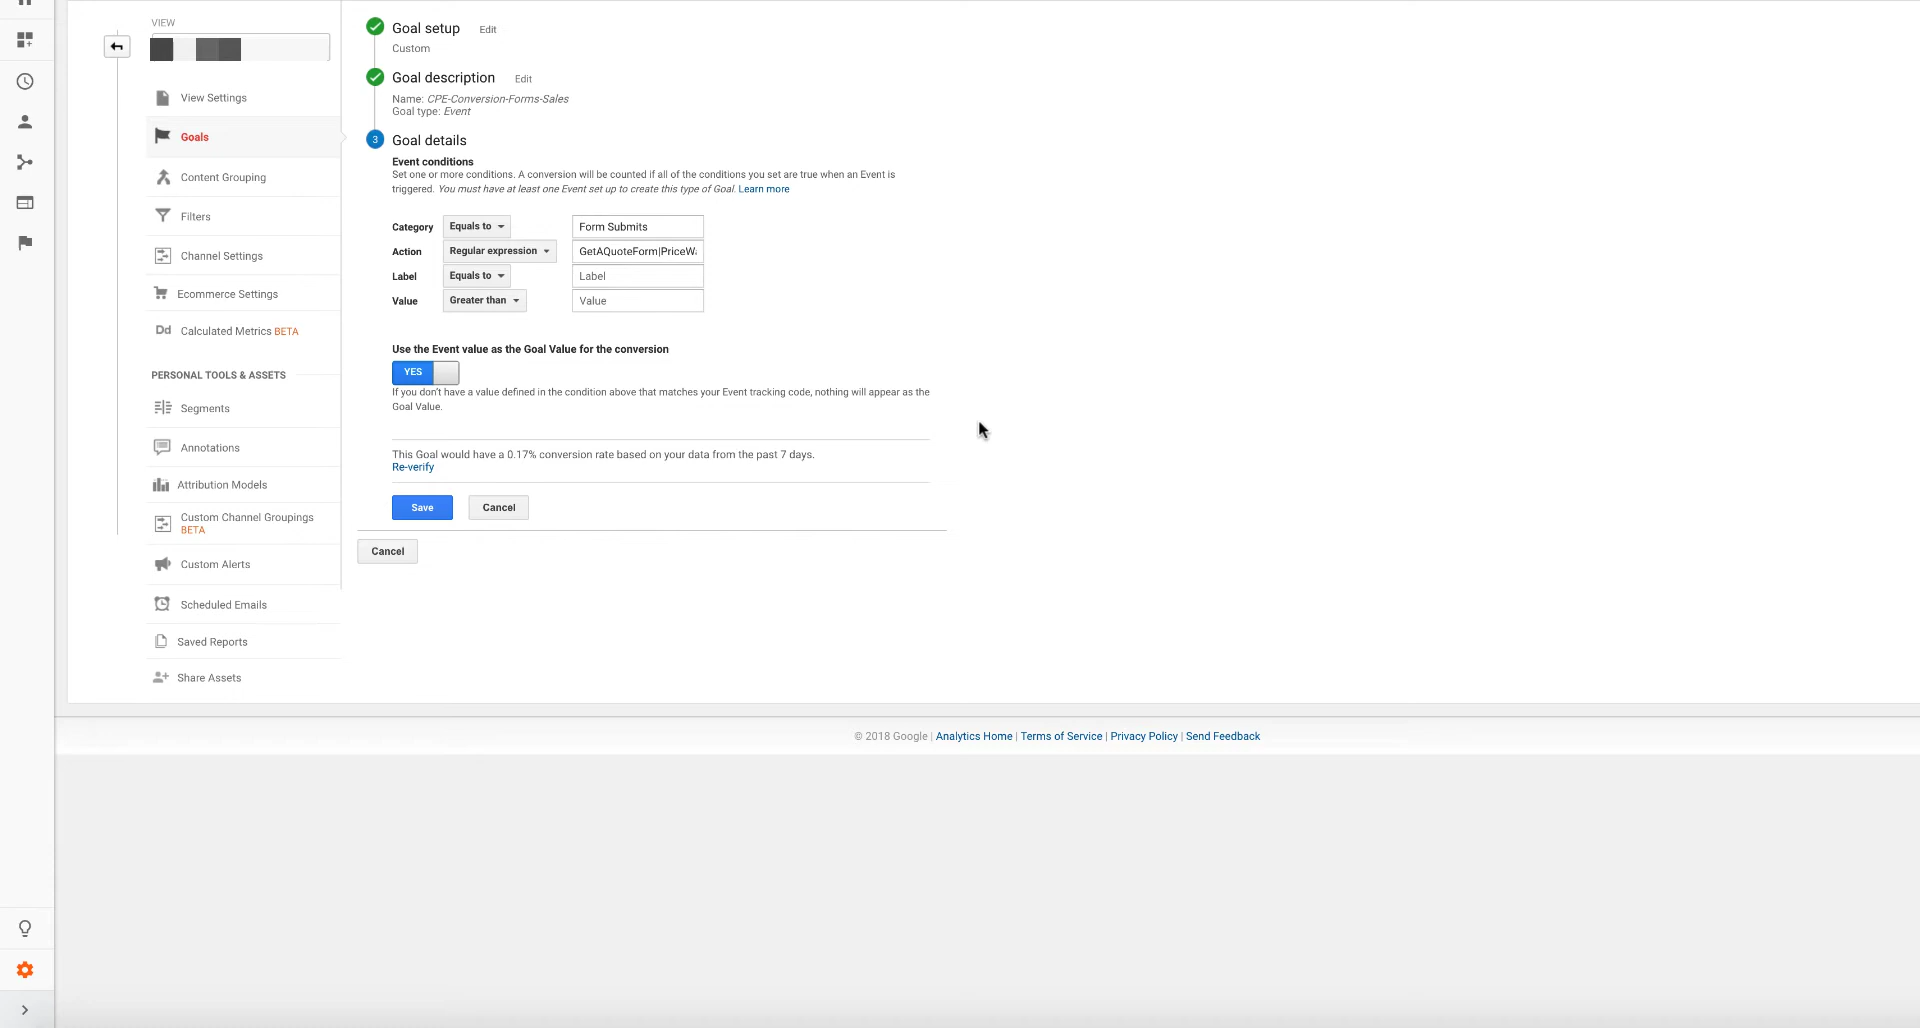 VIEW
View Settings
Goals
Content Grouping
Filters
Channel Settings
Ecommerce Settings
Dd Calculated Metrics BETA
PERSONAL TOOLS & ASSETS
Segments
Annotations
Attribution Models
Custom Channel Groupings
BETA
Custom Alerts
Scheduled Emails
Saved Reports
Share Assets
Goal setup Edit
Custom
Goal description Edit
Name: CPE-Conversion-Forms-Sales
Goal type: Event
3 Goal details
Event conditions
Set one or more conditions. A conversion will be counted if all of the conditions you set are true when an Event is
triggered. You must have at least one Event set up to create this type of Goal. Learn more
Category Equals to Form Submits
Action Regular expression GetAQuoteForm|PriceWa
Label Equals to Label
Value Greater than Value
Use the Event value as the Goal Value for the conversion
YES
If you don't have a value defined in the condition above that matches your Event tracking code, nothing will appear as the
Goal Value.
This Goal would have a 0.17% conversion rate based on your data from the past 7 days.
Re-verify
Save Cancel
Cancel
© 2018 Google | Analytics Home | Terms of Service | Privacy Policy | Send Feedback